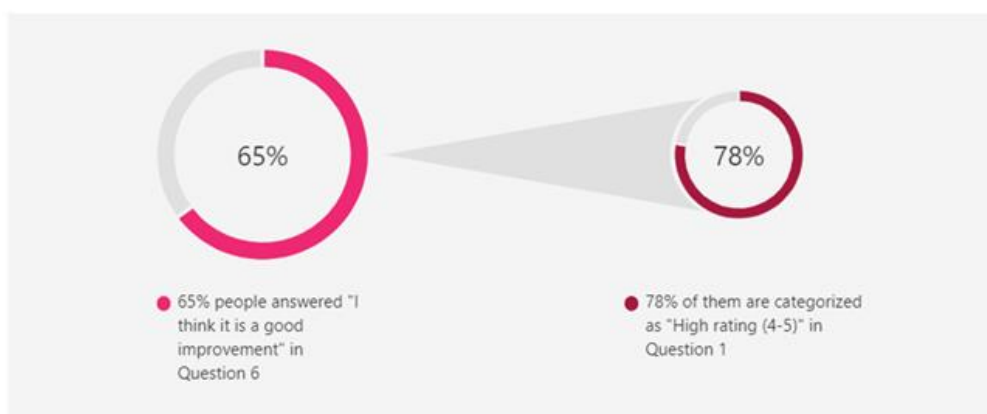 65%
78%
65% people answered "I
think it is a good
improvement" in
Question 6
78% of them are categorized
as "High rating (4-5)" in
Question 1